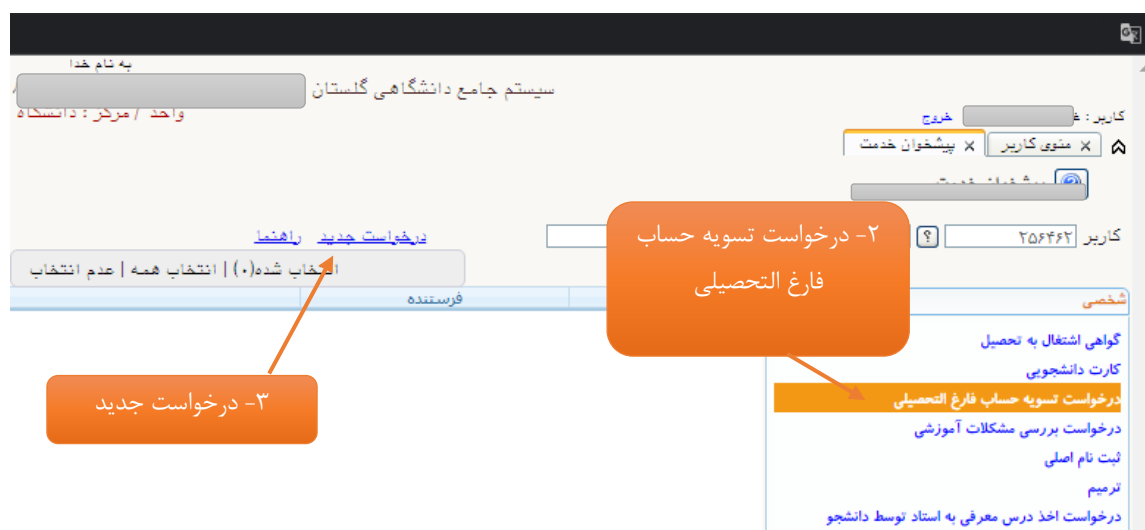 به نام خدا
سیستم جامع دانشگاهی گلستان
واحد / مرکز : دانشگاه
کاربر :
خروج
منوی کاربر x
پیشخوان خدمت x
پیشخوان خدمت
کاربر ۲۵۶۴۶۲ ؟
درخواست جدید راهنما
انتخاب شده(۰) | انتخاب همه | عدم انتخاب
۲- درخواست تسویه حساب
فارغ التحصیلی
شخصی
فرستنده
گواهی اشتغال به تحصیل
کارت دانشجویی
درخواست تسویه حساب فارغ التحصیلی
درخواست بررسی مشکلات آموزشی
ثبت نام اصلی
ترمیم
درخواست اخذ درس معرفی به استاد توسط دانشجو
۳- درخواست جدید